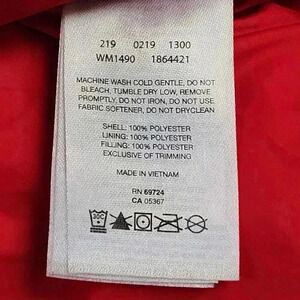 219 0219 1300
WM1490 1864421
MACHINE WASH COLD GENTLE, DO NOT
BLEACH, TUMBLE DRY LOW, REMOVE
PROMPTLY, DO NOT IRON, DO NOT USE
FABRIC SOFTENER, DO NOT DRYCLEAN
SHELL: 100% POLYESTER
LINING: 100% POLYESTER
FILLING: 100% POLYESTER
EXCLUSIVE OF TRIMMING
MADE IN VIETNAM
RN 69724
CA 05367